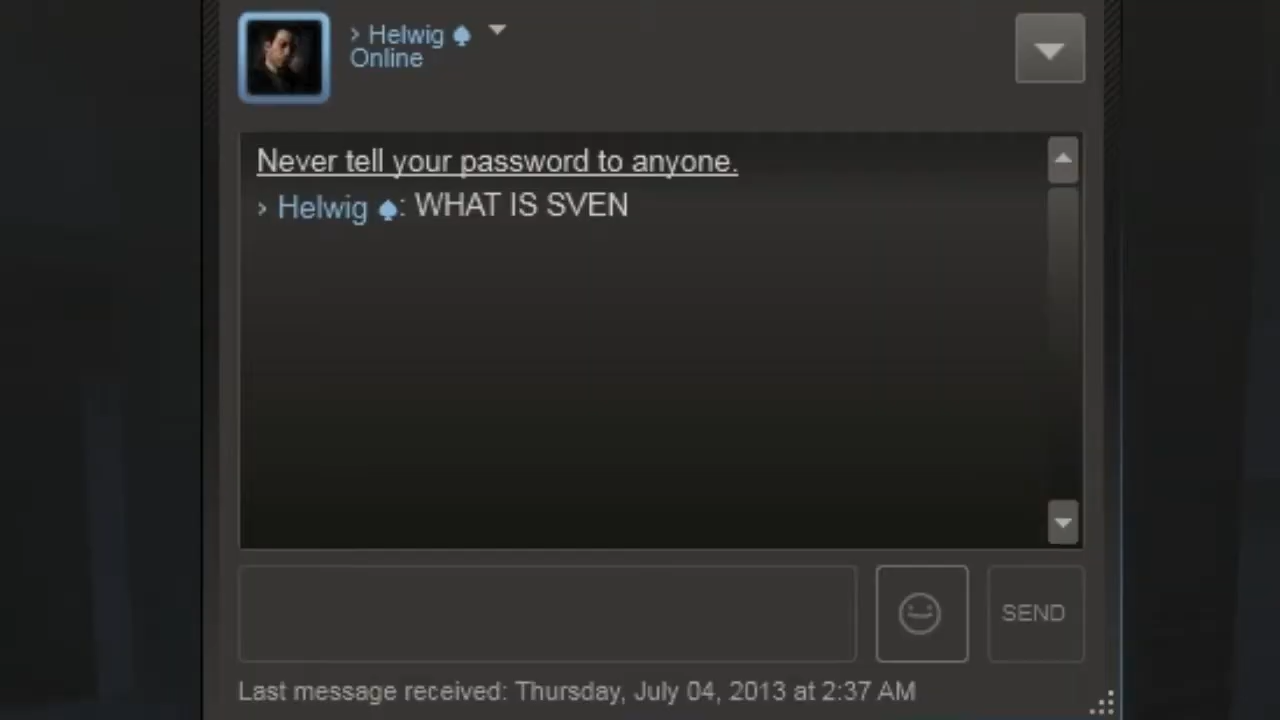 › Helwig ♠
Online
Never tell your password to anyone.
› Helwig ♠: WHAT IS SVEN
SEND
Last message received: Thursday, July 04, 2013 at 2:37 AM